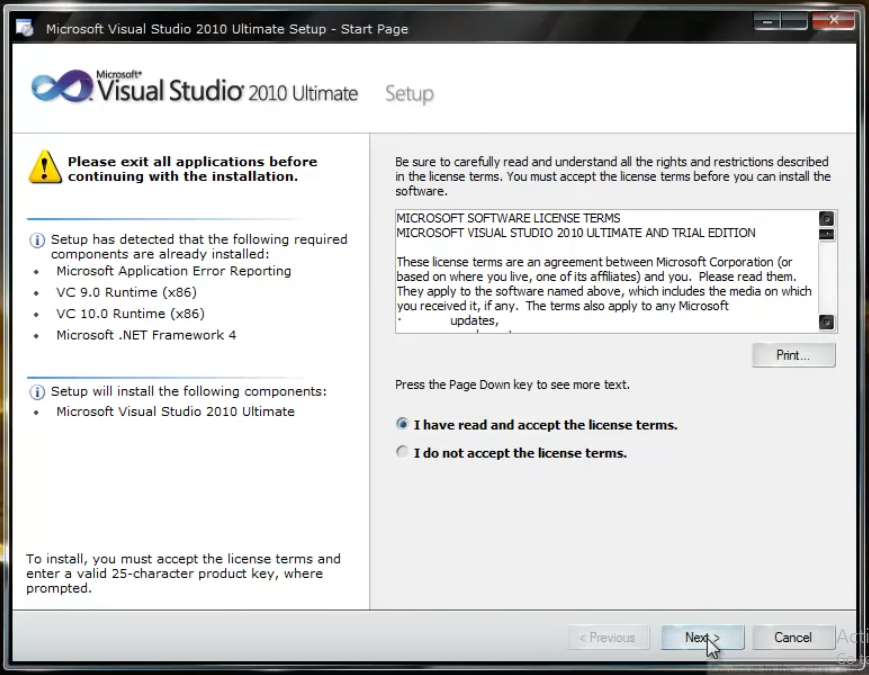 Microsoft Visual Studio 2010 Ultimate Setup - Start Page
Microsoft®
Visual Studio® 2010 Ultimate Setup
Please exit all applications before
continuing with the installation.
Setup has detected that the following required
components are already installed:
• Microsoft Application Error Reporting
• VC 9.0 Runtime (x86)
• VC 10.0 Runtime (x86)
• Microsoft .NET Framework 4
Setup will install the following components:
• Microsoft Visual Studio 2010 Ultimate
To install, you must accept the license terms and
enter a valid 25-character product key, where
prompted.
Be sure to carefully read and understand all the rights and restrictions described
in the license terms. You must accept the license terms before you can install the
software.
MICROSOFT SOFTWARE LICENSE TERMS
MICROSOFT VISUAL STUDIO 2010 ULTIMATE AND TRIAL EDITION
These license terms are an agreement between Microsoft Corporation (or
based on where you live, one of its affiliates) and you. Please read them.
They apply to the software named above, which includes the media on which
you received it, if any. The terms also apply to any Microsoft
· updates,
Print...
Press the Page Down key to see more text.
I have read and accept the license terms.
I do not accept the license terms.
< Previous
Next >
Cancel